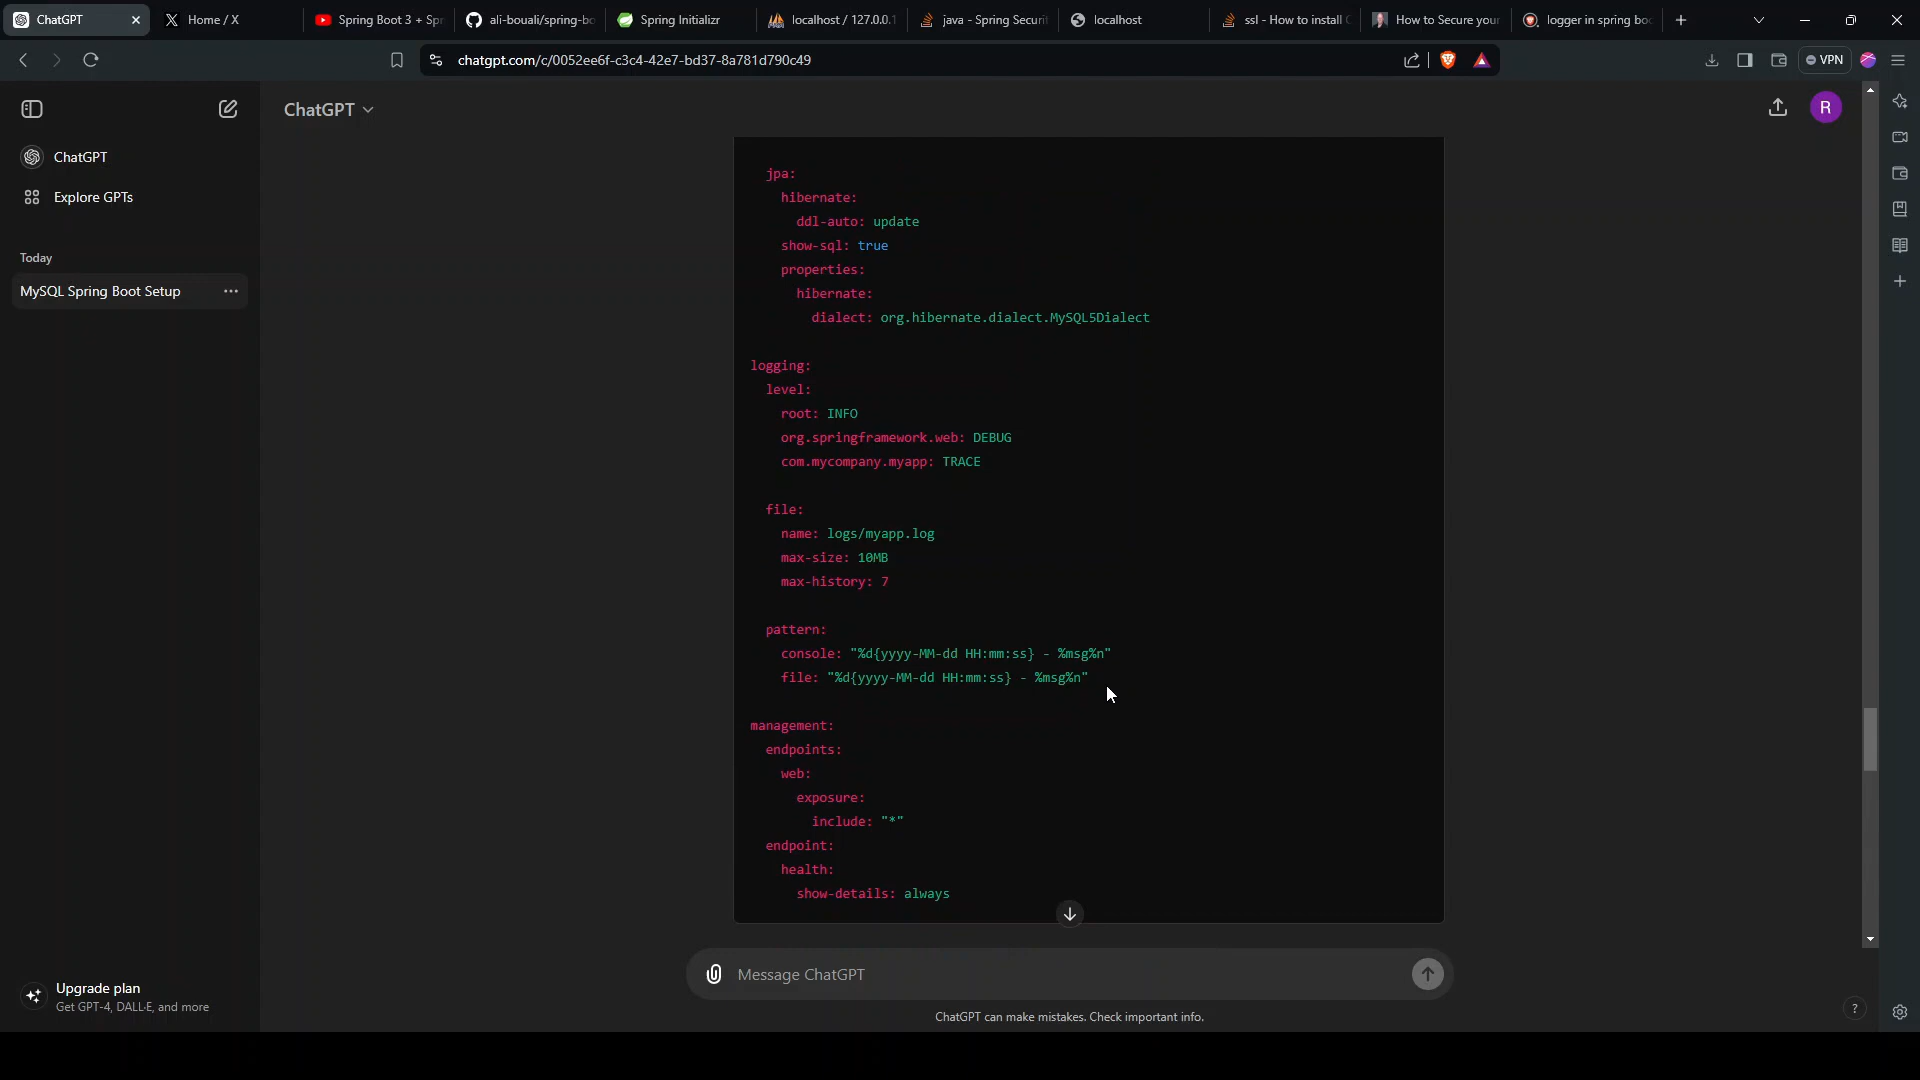 ChatGPT
Home / X
Spring Boot 3 + Spr
ali-bouali/spring-bo
Spring Initializr
localhost / 127.0.0.1
java - Spring Securit
localhost
ssl - How to install C
How to Secure your
logger in spring boo
chatgpt.com/c/0052ee6f-c3c4-42e7-bd37-8a781d790c49
VPN
ChatGPT
R
ChatGPT
Explore GPTs
Today
MySQL Spring Boot Setup
jpa:
hibernate:
ddl-auto: update
show-sql: true
properties:
hibernate:
dialect: org.hibernate.dialect.MySQL5Dialect
logging:
level:
root: INFO
org.springframework.web: DEBUG
com.mycompany.myapp: TRACE
file:
name: logs/myapp.log
max-size: 10MB
max-history: 7
pattern:
console: "%d{yyyy-MM-dd HH:mm:ss} - %msg%n"
file: "%d{yyyy-MM-dd HH:mm:ss} - %msg%n"
management:
endpoints:
web:
exposure:
include: "*"
endpoint:
health:
show-details: always
Message ChatGPT
ChatGPT can make mistakes. Check important info.
Upgrade plan
Get GPT-4, DALL·E, and more
?